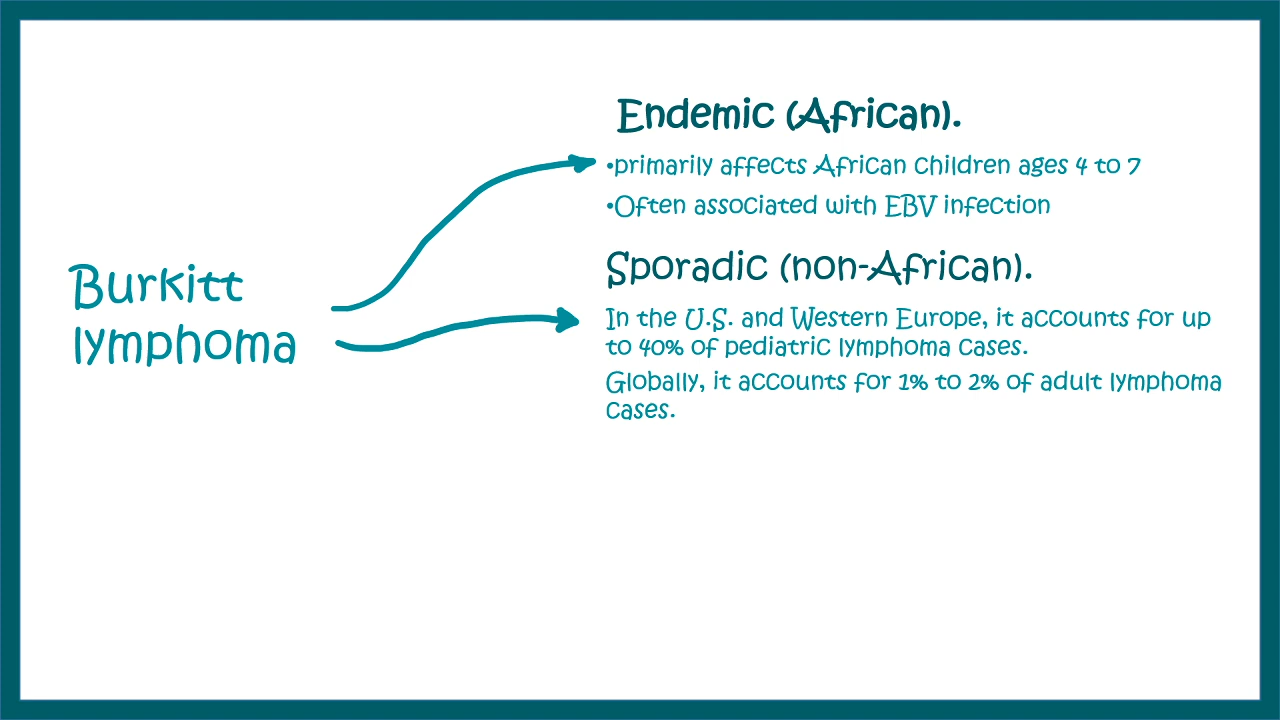 Burkitt
lymphoma
Endemic (African).
•primarily affects African children ages 4 to 7
•Often associated with EBV infection
Sporadic (non-African).
In the U.S. and Western Europe, it accounts for up
to 40% of pediatric lymphoma cases.
Globally, it accounts for 1% to 2% of adult lymphoma
cases.